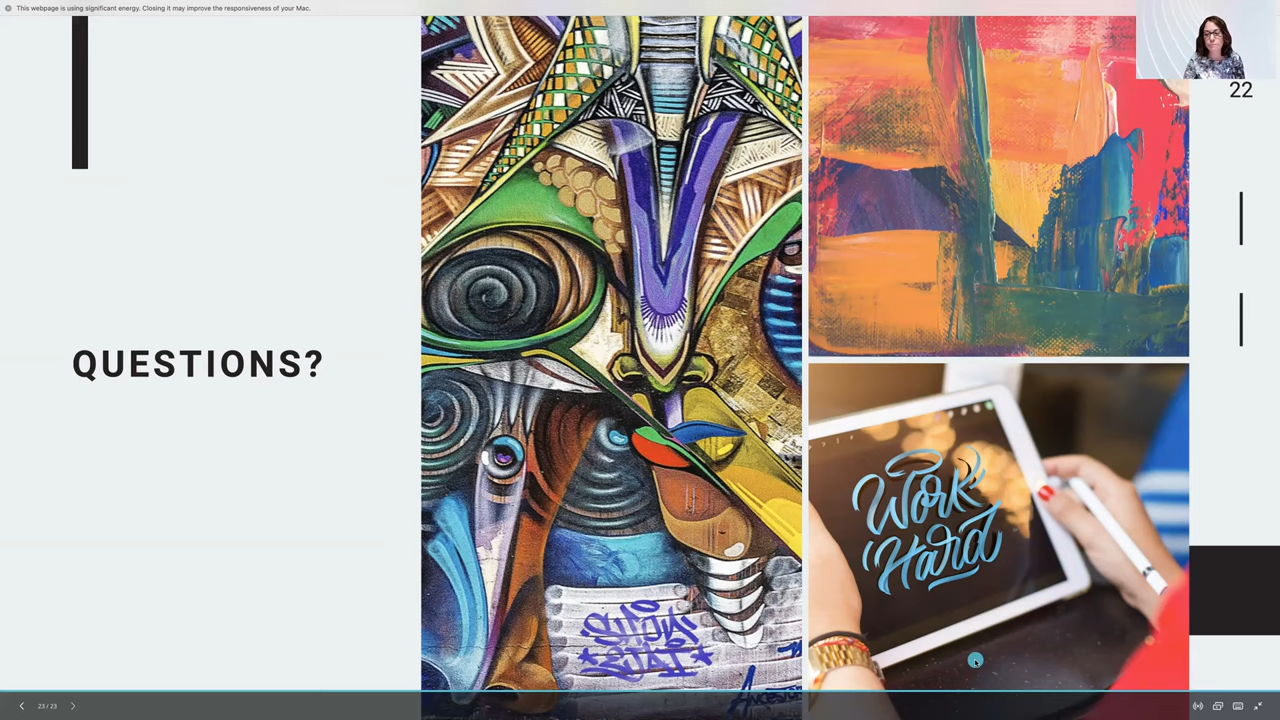 This webpage is using significant energy. Closing it may improve the responsiveness of your Mac.
22
QUESTIONS?
Work
Hard
23 / 23